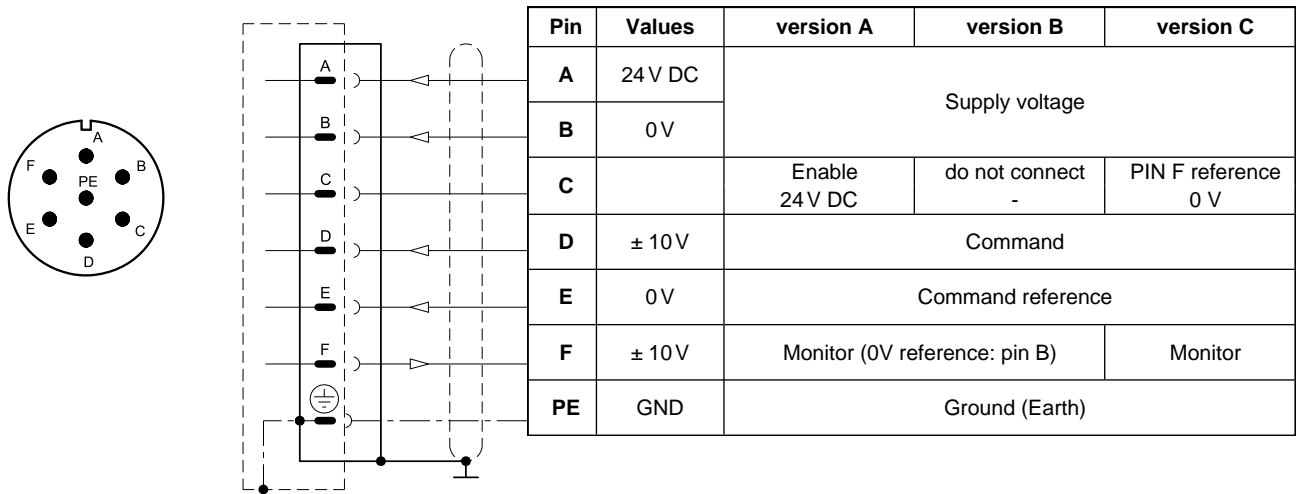 A
F
B
PE
E
C
D
A
B
C
D
E
F
Pin Values version A version B version C
A 24 V DC Supply voltage
B 0 V
C Enable do not connect PIN F reference
24 V DC - 0 V
D ± 10 V Command
E 0 V Command reference
F ± 10 V Monitor (0V reference: pin B) Monitor
PE GND Ground (Earth)